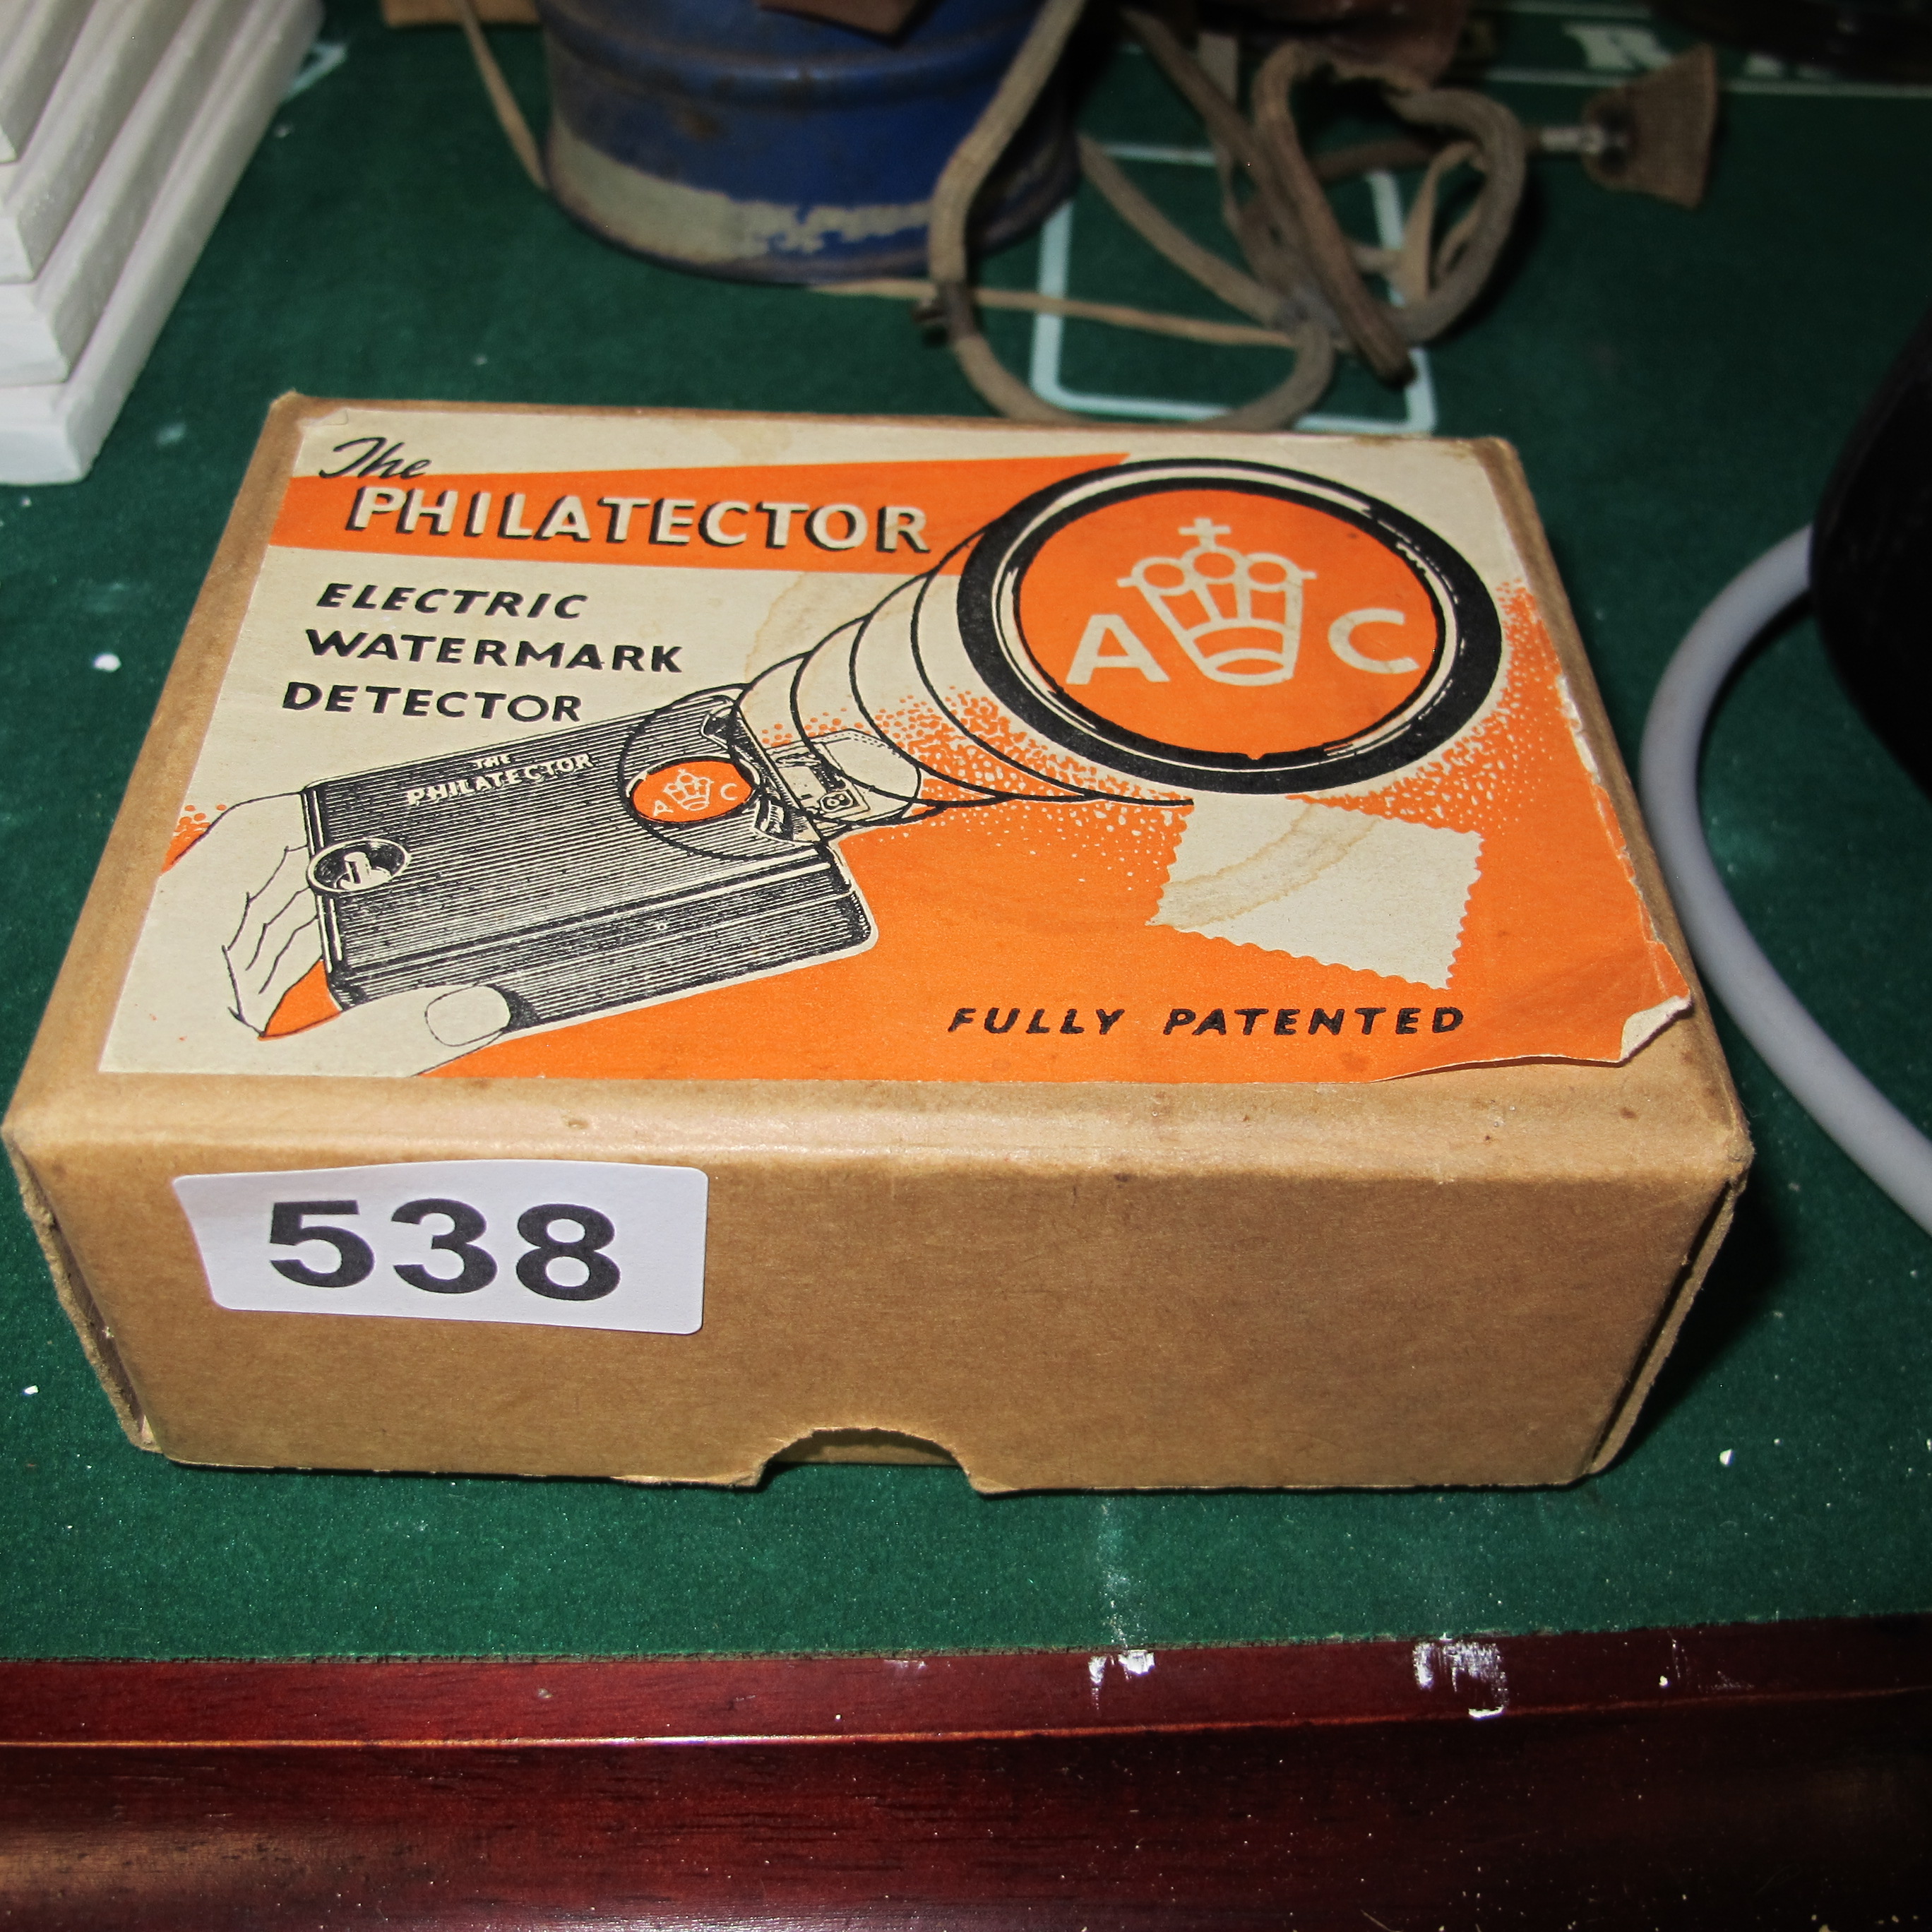 The
PHILATECTOR
ELECTRIC
WATERMARK
DETECTOR
A C
THE
PHILATECTOR
A C
FULLY PATENTED
538